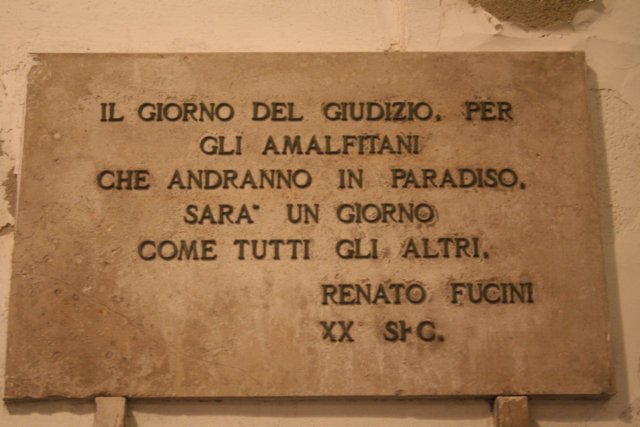 IL GIORNO DEL GIUDIZIO, PER
GLI AMALFITANI
CHE ANDRANNO IN PARADISO,
SARA' UN GIORNO
COME TUTTI GLI ALTRI.
RENATO FUCINI
XX SEC.